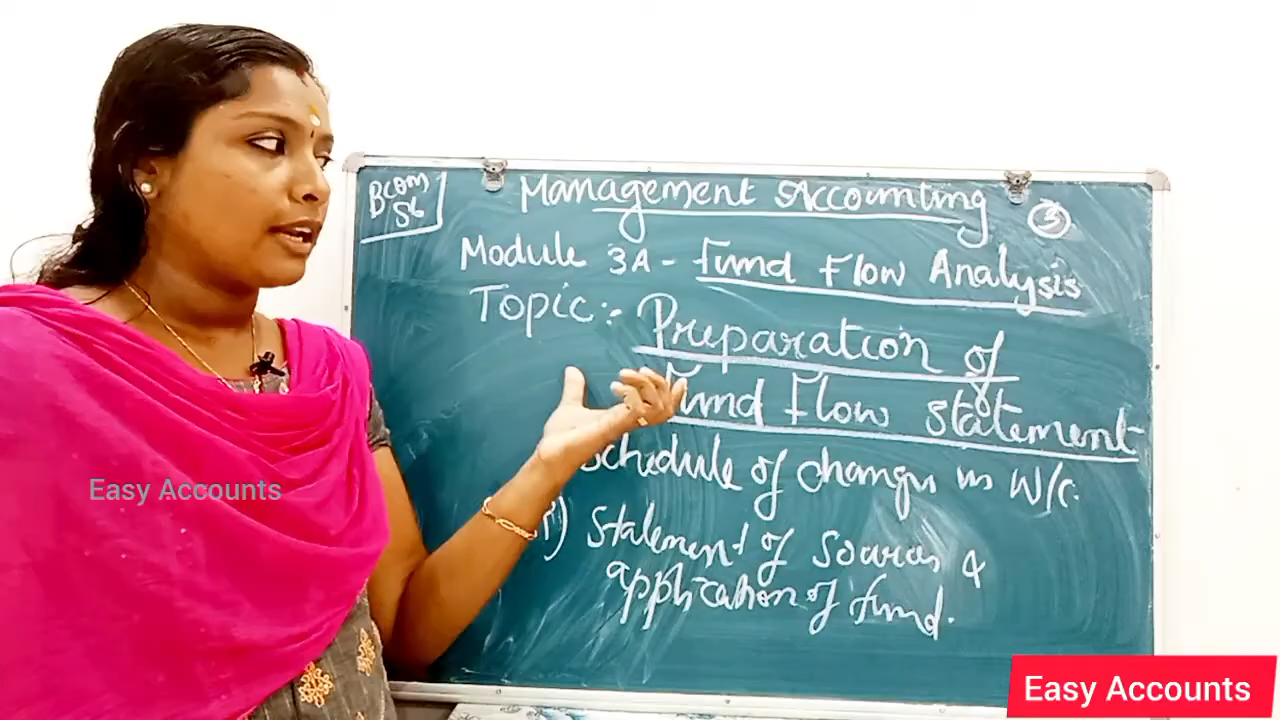 BCOM
S6
Management Accounting
3
Module 3A - Fund Flow Analysis
Topic:- Preparation of
Fund Flow Statement
Schedule of changes in W/C.
) Statement of Sources &
application of fund.
Easy Accounts
Easy Accounts